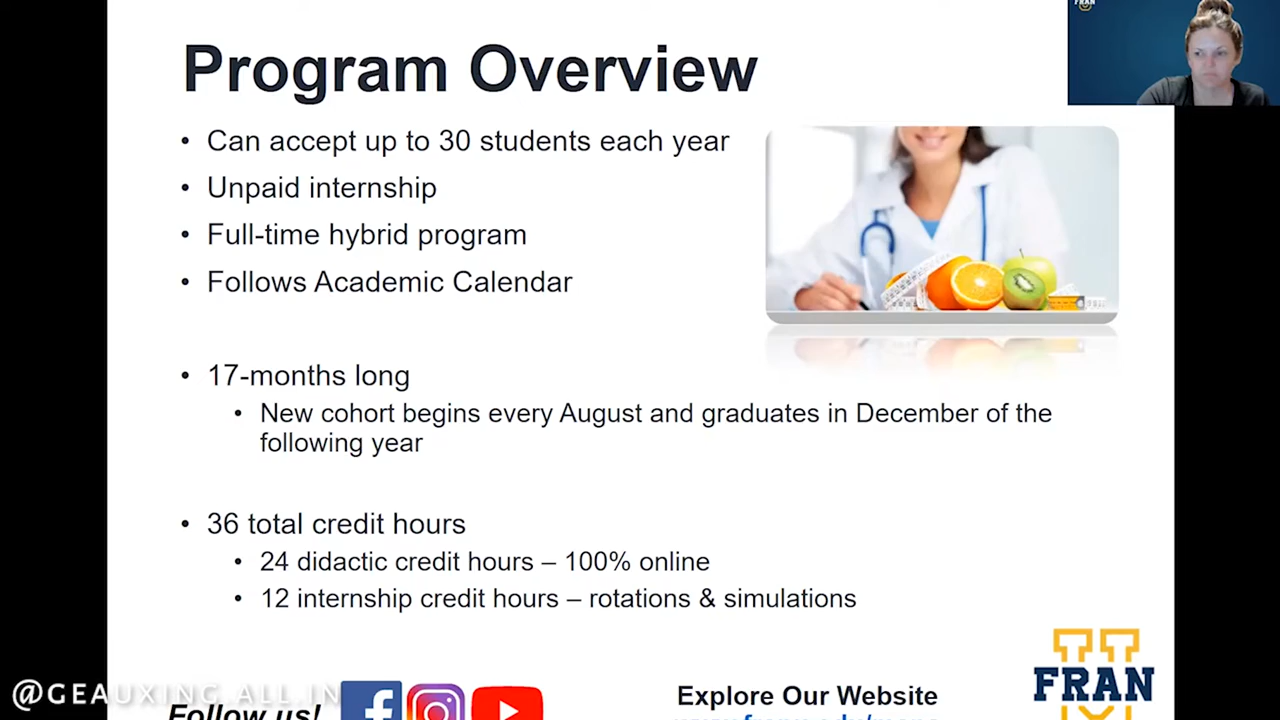 FRAN
Program Overview
• Can accept up to 30 students each year
• Unpaid internship
• Full-time hybrid program
• Follows Academic Calendar
• 17-months long
• New cohort begins every August and graduates in December of the
following year
• 36 total credit hours
• 24 didactic credit hours – 100% online
• 12 internship credit hours – rotations & simulations
@GEAUXING.ALL.IN
Follow us!
Explore Our Website
FRAN